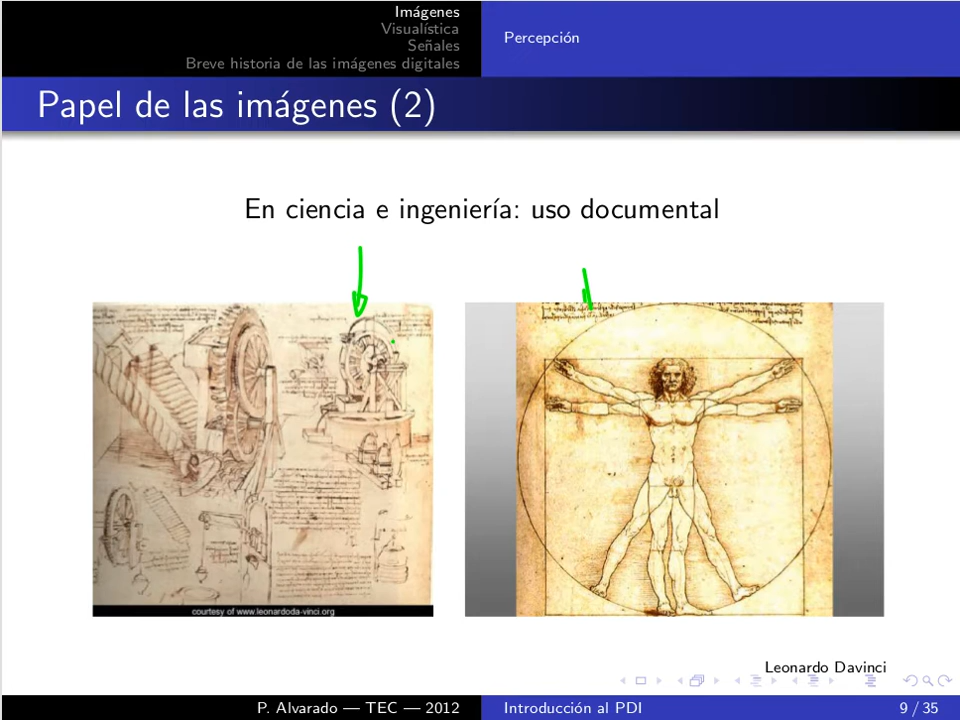 Imágenes
Visualística
Señales
Breve historia de las imágenes digitales
Percepción
Papel de las imágenes (2)
En ciencia e ingeniería: uso documental
courtesy of www.leonardoda-vinci.org
Leonardo Davinci
P. Alvarado — TEC — 2012
Introducción al PDI
9 / 35